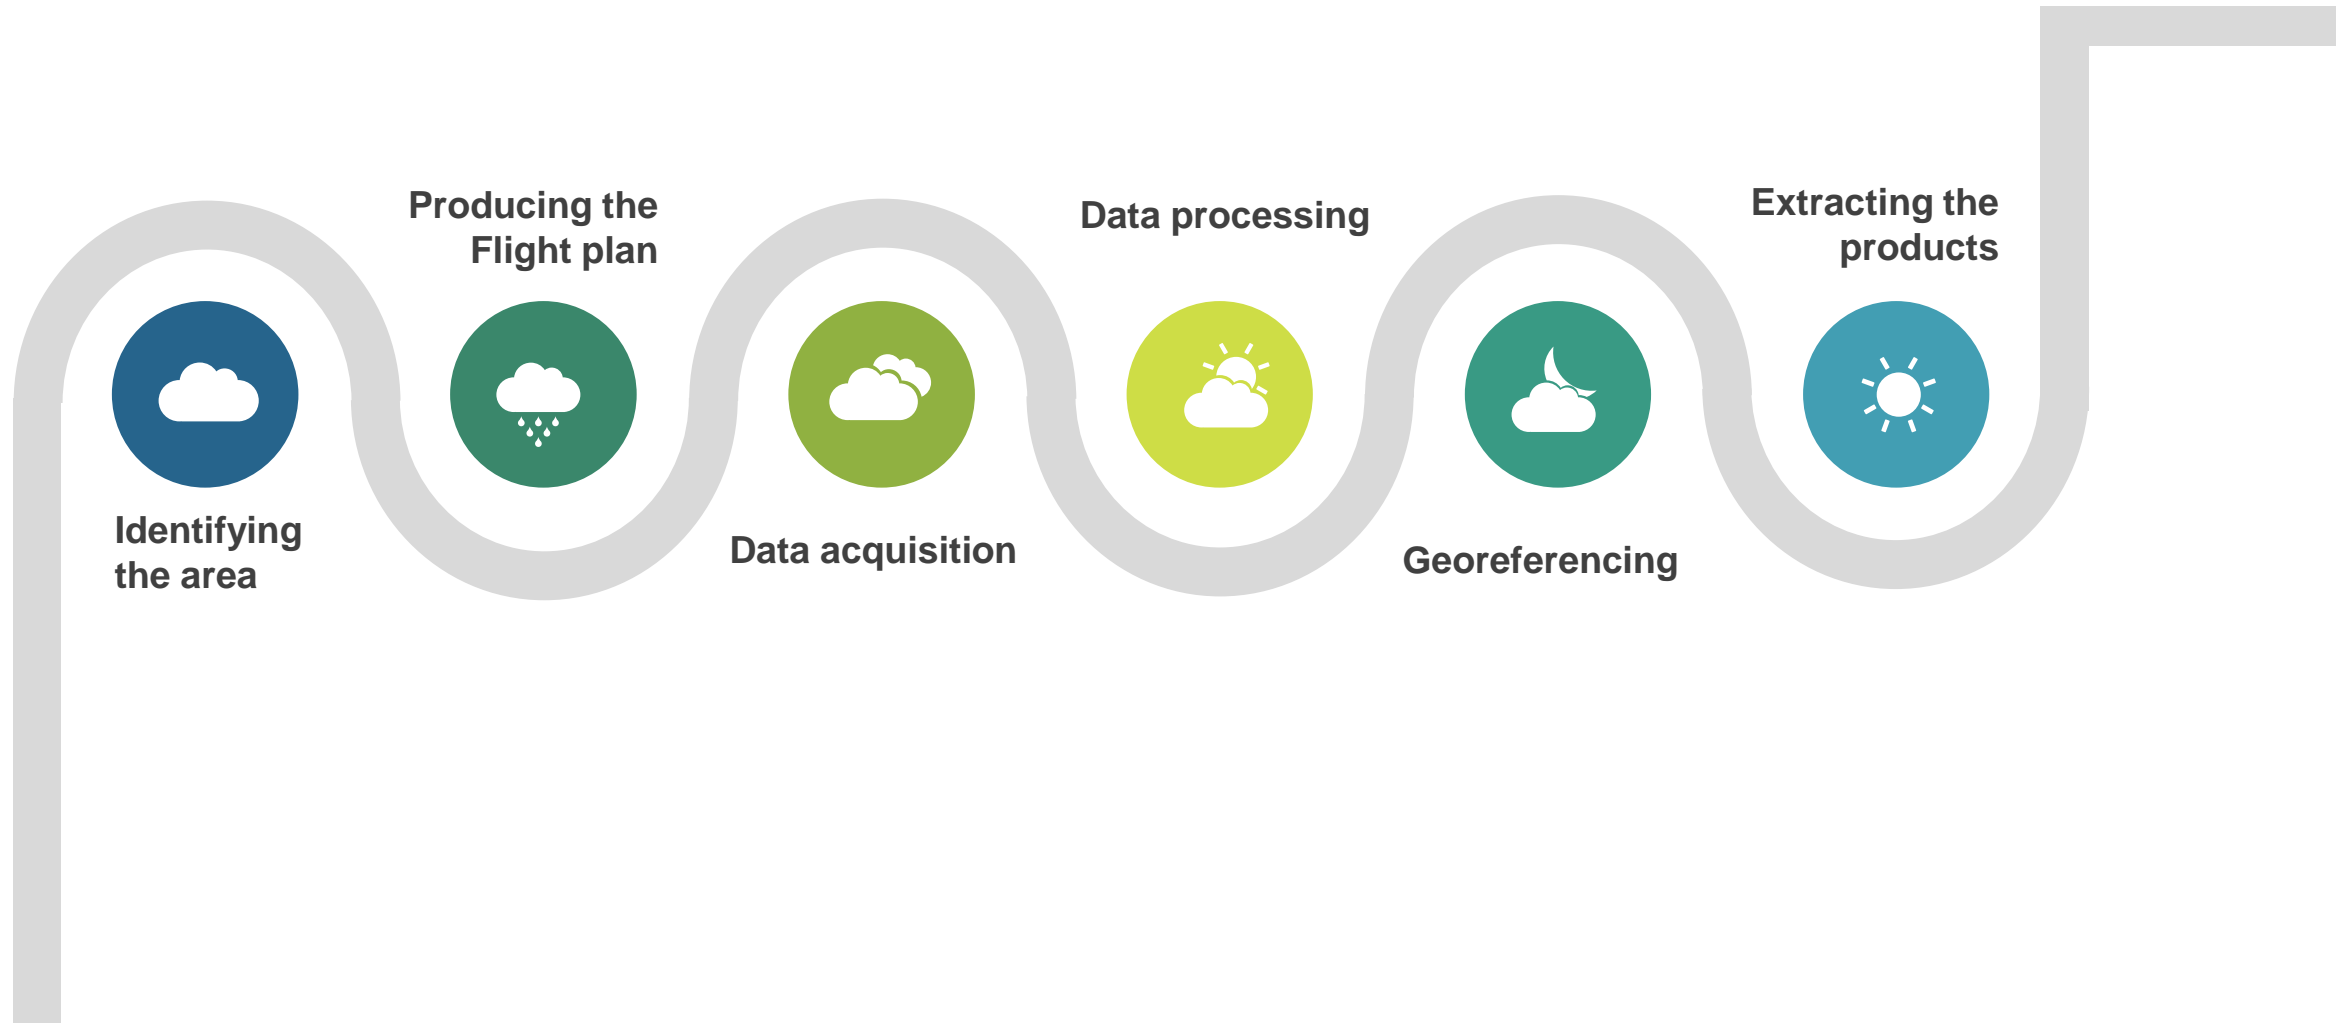 Identifying
the area
Producing the
Flight plan
Data acquisition
Data processing
Georeferencing
Extracting the
products